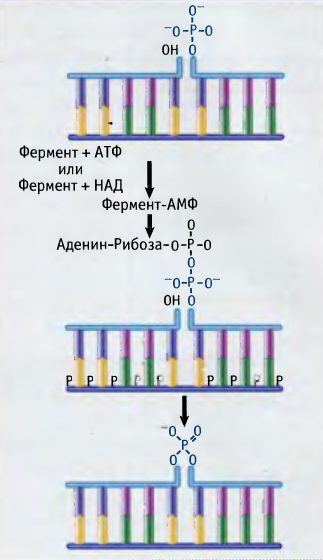 O⁻
⁻O-P-O
OH O
Фермент + АТФ
или
Фермент + НАД
Фермент-АМФ
O
Аденин-Рибоза-O-P-O
O
⁻O-P-O⁻
OH O
P P P P P P P P P
⁻O O
P
O O